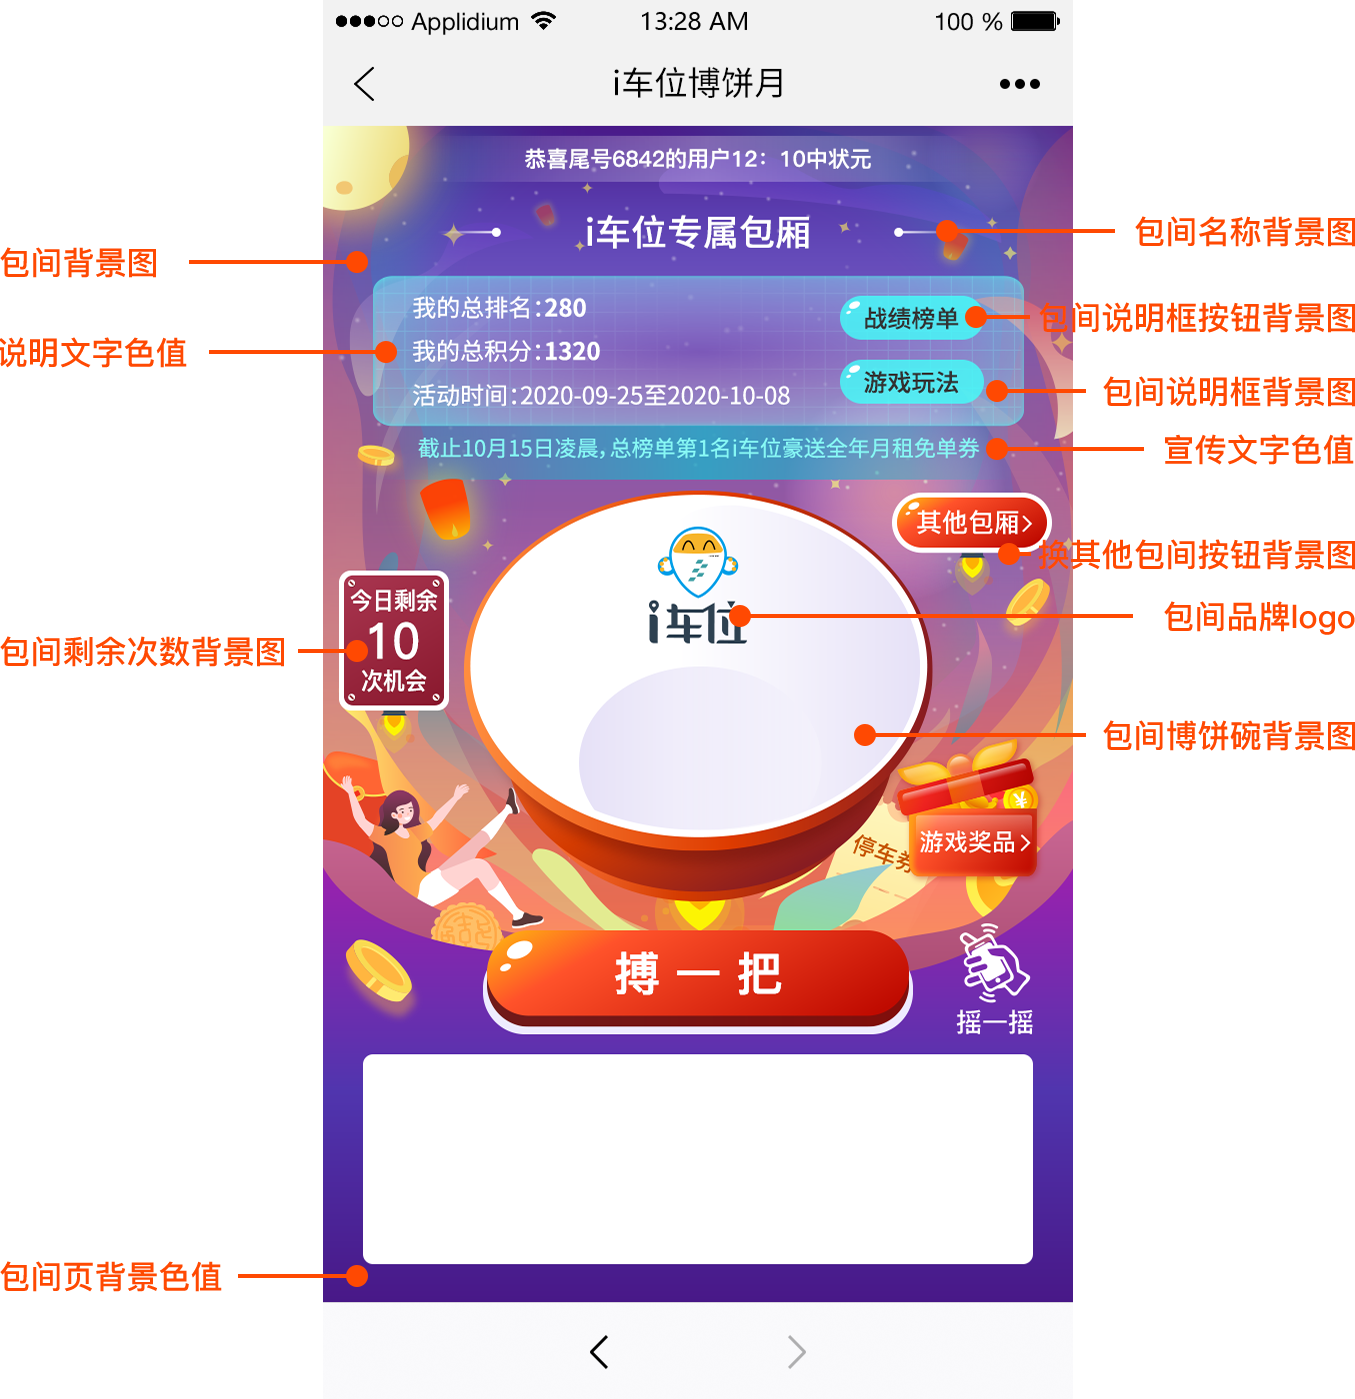 Applidium 13:28 AM 100 %
i车位博饼月
恭喜尾号6842的用户12：10中状元
i车位专属包厢
包间名称背景图
包间背景图
我的总排名：280
战绩榜单
包间说明框按钮背景图
说明文字色值
我的总积分：1320
游戏玩法
包间说明框背景图
活动时间：2020-09-25至2020-10-08
截止10月15日凌晨，总榜单第1名i车位豪送全年月租免单券
宣传文字色值
其他包厢
换其他包间按钮背景图
今日剩余
10
次机会
i车位
包间品牌logo
包间剩余次数背景图
包间博饼碗背景图
停车券
游戏奖品
搏一把
摇一摇
包间页背景色值